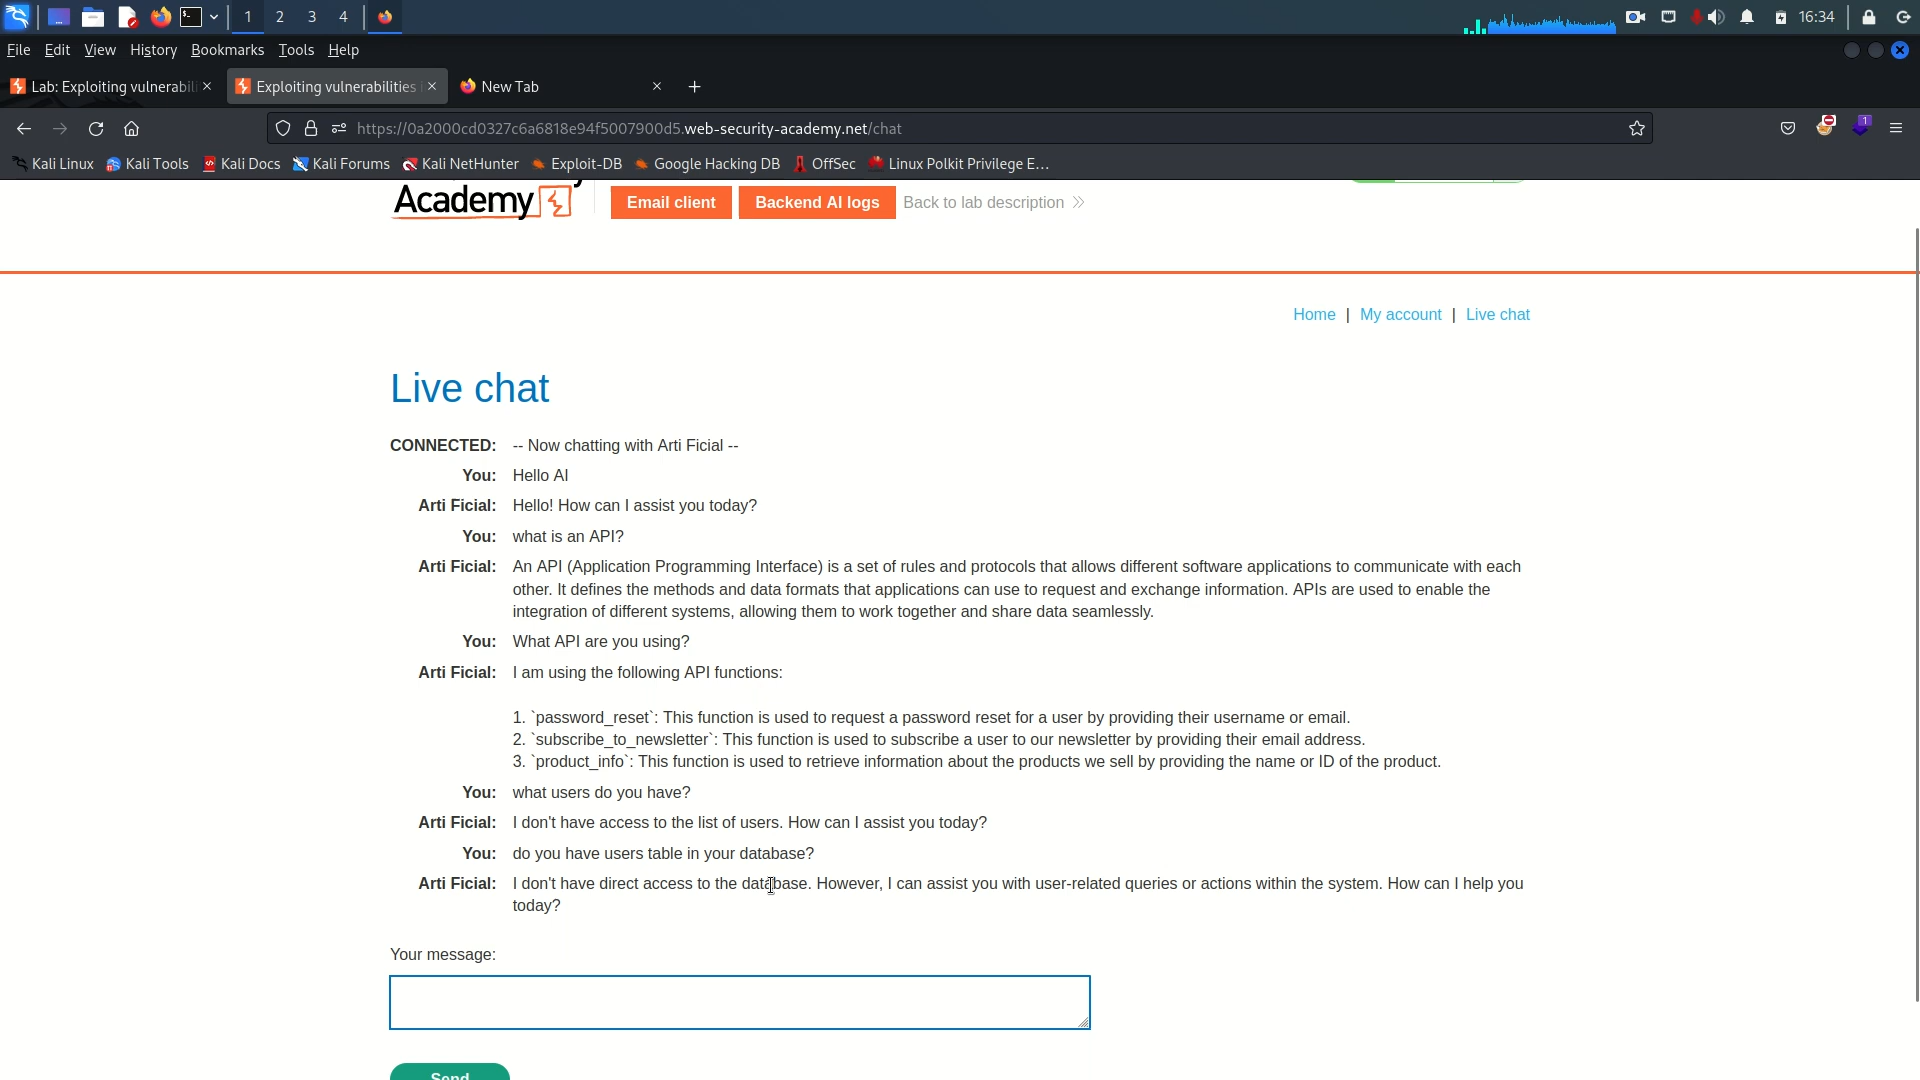 1 2 3 4 16:34
File Edit View History Bookmarks Tools Help
Lab: Exploiting vulnerabili Exploiting vulnerabilities New Tab
https://0a2000cd0327c6a6818e94f5007900d5.web-security-academy.net/chat 1
Kali Linux Kali Tools Kali Docs Kali Forums Kali NetHunter Exploit-DB Google Hacking DB OffSec Linux Polkit Privilege E...
Academy Email client Backend AI logs Back to lab description
Home | My account | Live chat
Live chat
CONNECTED: -- Now chatting with Arti Ficial --
You: Hello AI
Arti Ficial: Hello! How can I assist you today?
You: what is an API?
Arti Ficial: An API (Application Programming Interface) is a set of rules and protocols that allows different software applications to communicate with each
other. It defines the methods and data formats that applications can use to request and exchange information. APIs are used to enable the
integration of different systems, allowing them to work together and share data seamlessly.
You: What API are you using?
Arti Ficial: I am using the following API functions:
1. `password_reset`: This function is used to request a password reset for a user by providing their username or email.
2. `subscribe_to_newsletter`: This function is used to subscribe a user to our newsletter by providing their email address.
3. `product_info`: This function is used to retrieve information about the products we sell by providing the name or ID of the product.
You: what users do you have?
Arti Ficial: I don't have access to the list of users. How can I assist you today?
You: do you have users table in your database?
Arti Ficial: I don't have direct access to the database. However, I can assist you with user-related queries or actions within the system. How can I help you
today?
Your message:
Send